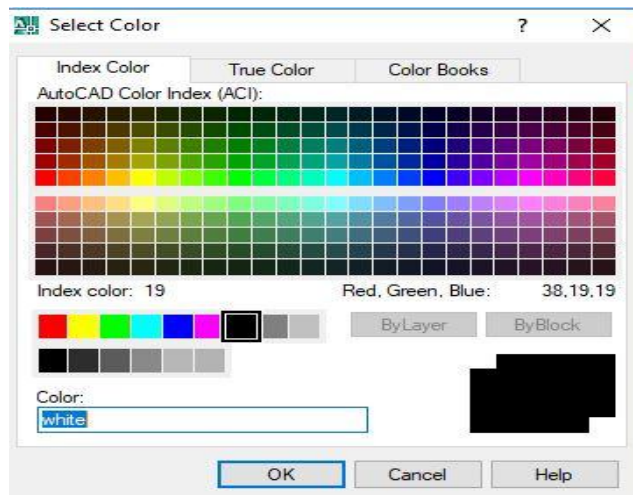 Select Color ? ×
Index Color True Color Color Books
AutoCAD Color Index (ACI):
Index color: 19 Red, Green, Blue: 38,19,19
ByLayer ByBlock
Color:
white
OK Cancel Help